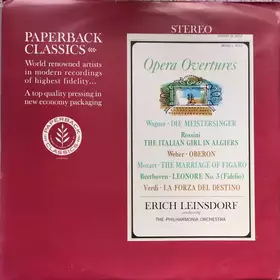 PAPERBACK
CLASSICS
World renowned artists
in modern recordings
of highest fidelity...
A top quality pressing in
new economy packaging
PAPERBACK
CLASSICS
STEREO
Opera Overtures
Wagner · DIE MEISTERSINGER
Rossini
THE ITALIAN GIRL IN ALGIERS
Weber · OBERON
Mozart · THE MARRIAGE OF FIGARO
Beethoven · LEONORE No. 3 (Fidelio)
Verdi · LA FORZA DEL DESTINO
ERICH LEINSDORF
conducting
THE PHILHARMONIA ORCHESTRA